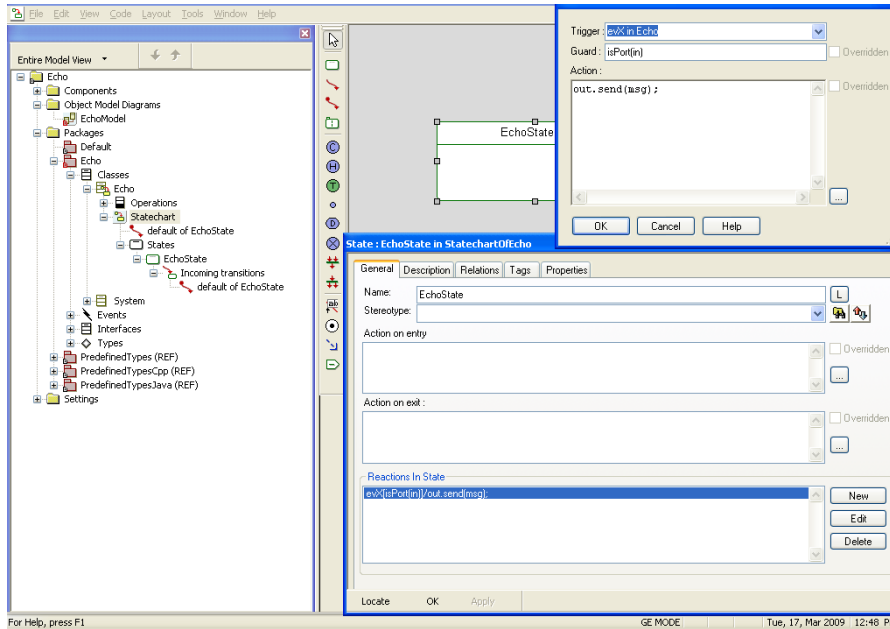 File Edit View Code Layout Tools Window Help
Entire Model View
Echo
Components
Object Model Diagrams
EchoModel
Packages
Default
Echo
Classes
Echo
Operations
Statechart
default of EchoState
States
EchoState
Incoming transitions
default of EchoState
System
Events
Interfaces
Types
PredefinedTypes (REF)
PredefinedTypesCpp (REF)
PredefinedTypesJava (REF)
Settings
C
H
T
D
EchoState
Trigger : evX in Echo
Guard : isPort(in) Overridden
Action :
out.send(msg); Overridden
...
OK Cancel Help
State : EchoState in StatechartOfEcho
General Description Relations Tags Properties
Name: EchoState L
Stereotype:
Action on entry
Overridden
...
Action on exit :
Overridden
...
Reactions In State
evX[isPort(in)]/out.send(msg);
New
Edit
Delete
Locate OK Apply
For Help, press F1 GE MODE Tue, 17, Mar 2009 12:48 P